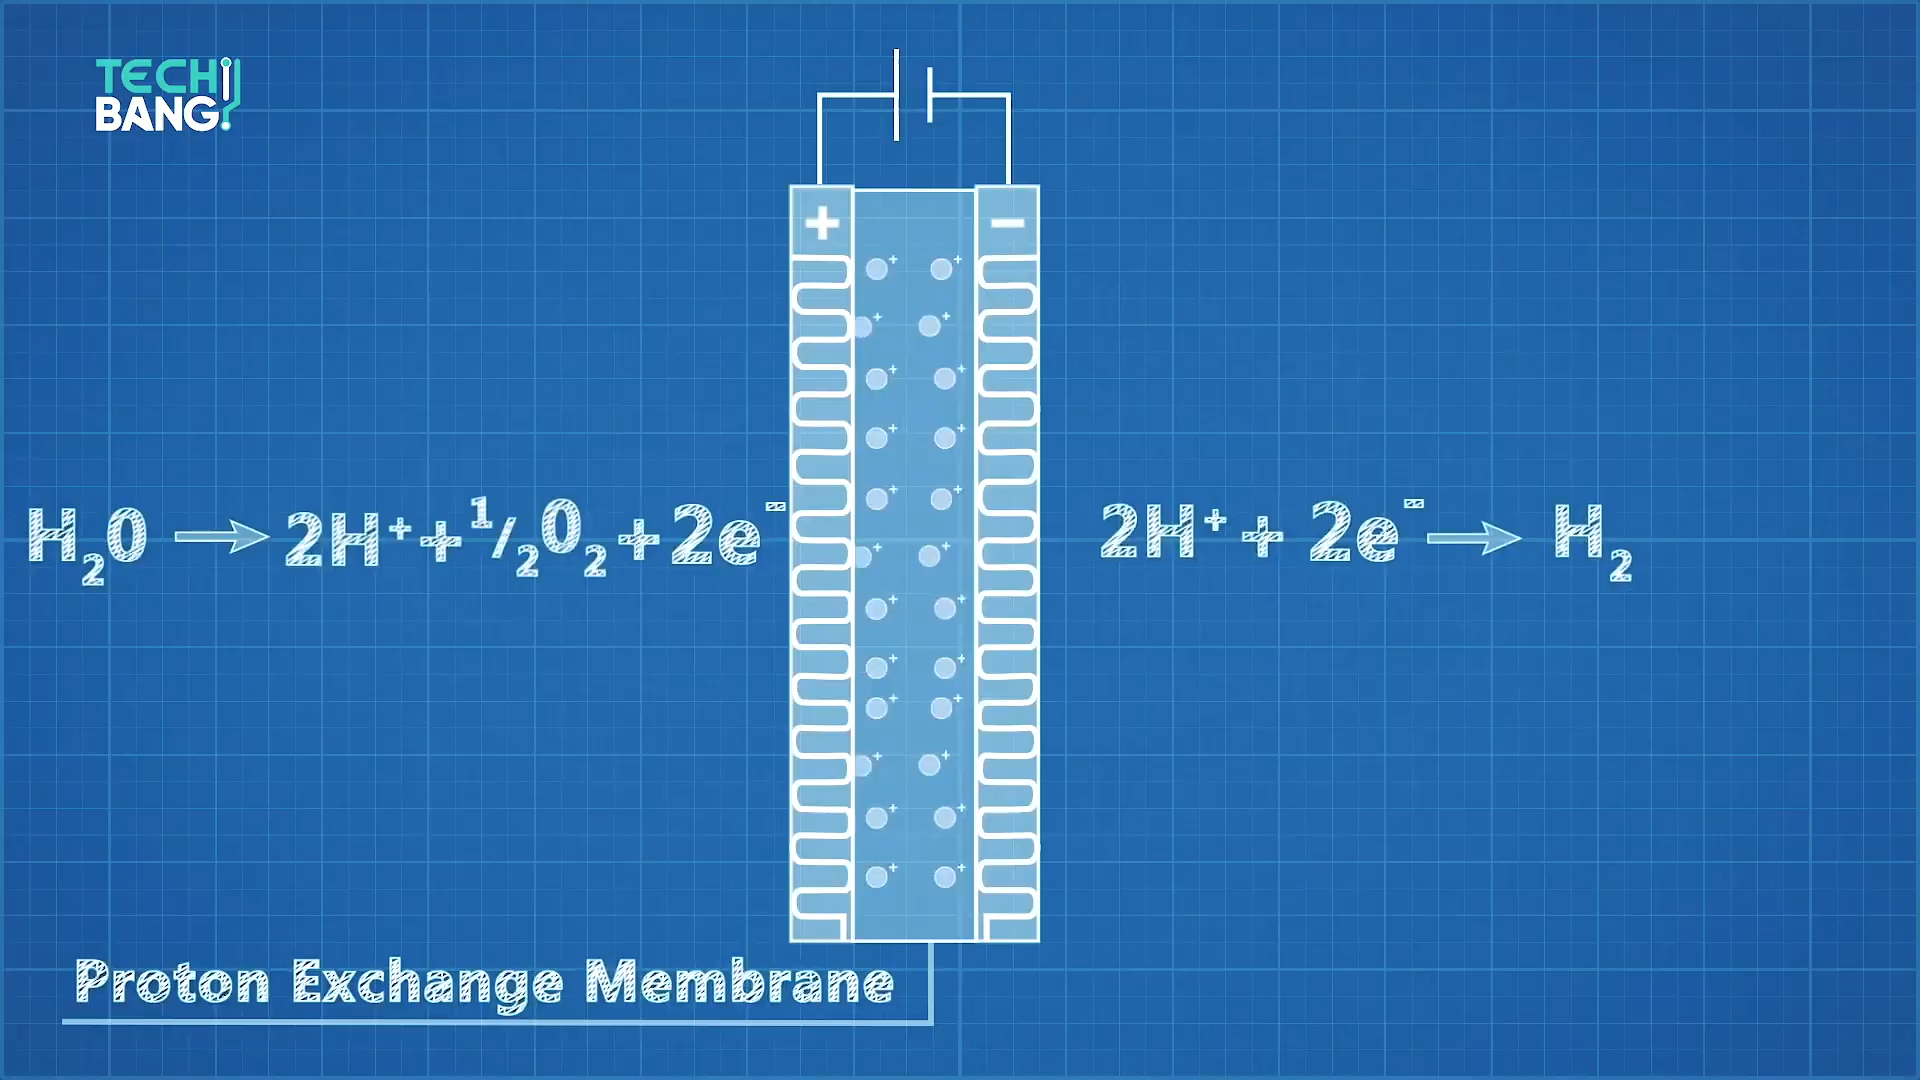 TECH
BANG!
+ −
H₂O → 2H⁺ + ¹/₂O₂ + 2e⁻
2H⁺ + 2e⁻ → H₂
Proton Exchange Membrane